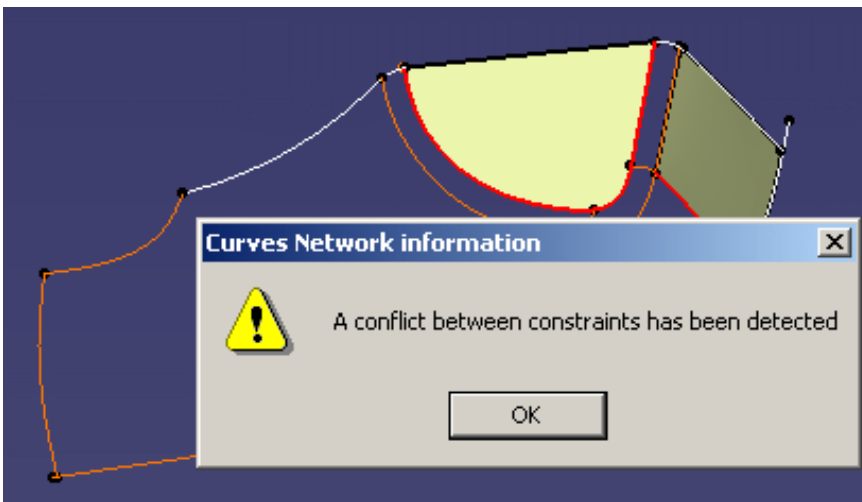 Curves Network information
A conflict between constraints has been detected
OK